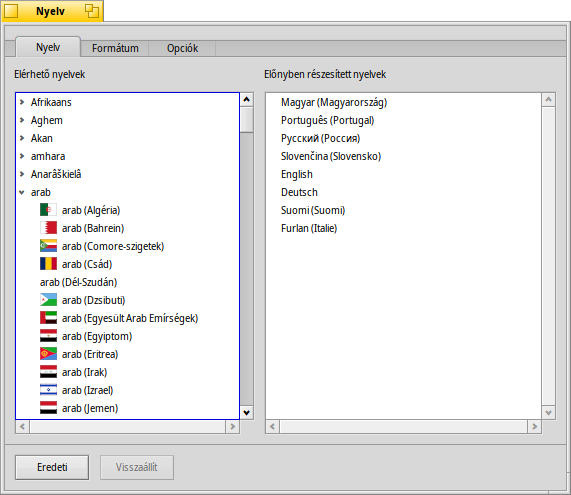 Nyelv
Nyelv Formátum Opciók
Elérhető nyelvek
Afrikaans
Aghem
Akan
amhara
Anarâškielâ
arab
arab (Algéria)
arab (Bahrein)
arab (Comore-szigetek)
arab (Csád)
arab (Dél-Szudán)
arab (Dzsibuti)
arab (Egyesült Arab Emírségek)
arab (Egyiptom)
arab (Eritrea)
arab (Irak)
arab (Izrael)
arab (Jemen)
Előnyben részesített nyelvek
Magyar (Magyarország)
Português (Portugal)
Русский (Россия)
Slovenčina (Slovensko)
English
Deutsch
Suomi (Suomi)
Furlan (Italie)
Eredeti Visszaállít